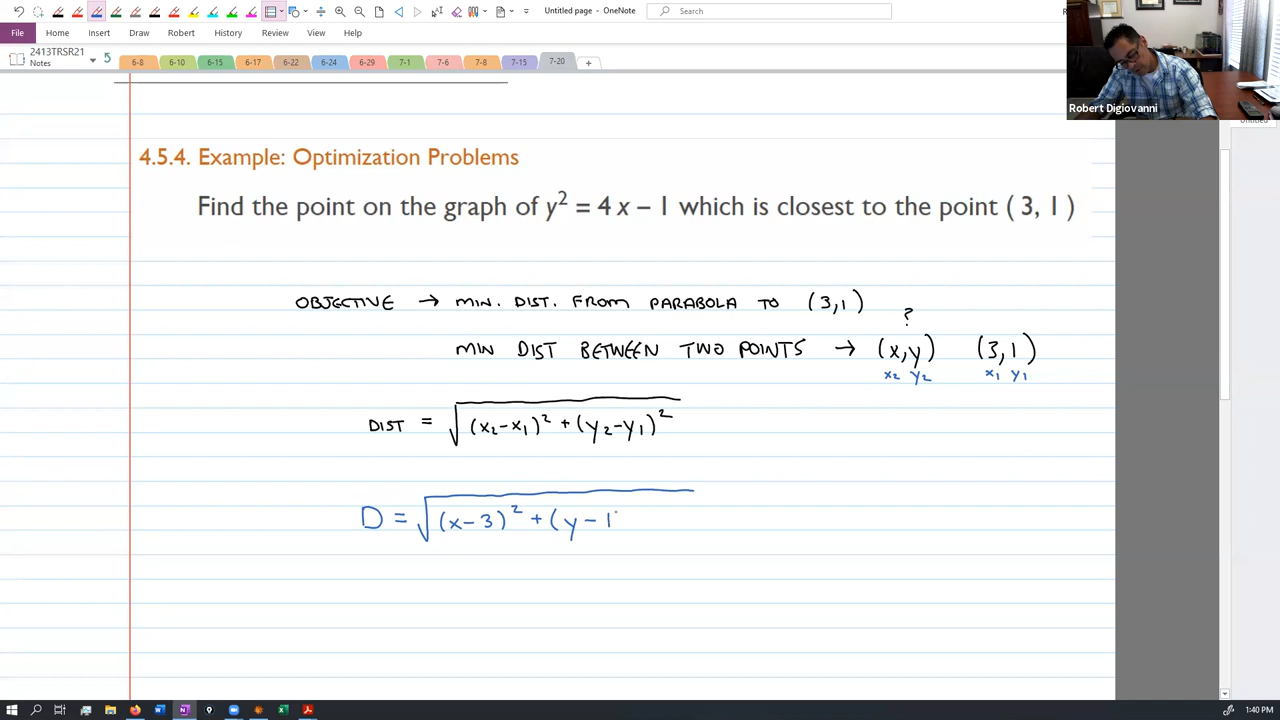 Untitled page - OneNote
Search
File Home Insert Draw Robert History Review View Help
2413TRSR21
Notes
6-8 6-10 6-15 6-17 6-22 6-24 6-29 7-1 7-6 7-8 7-15 7-20
Robert Digiovanni
4.5.4. Example: Optimization Problems
Find the point on the graph of y² = 4 x – 1 which is closest to the point ( 3, 1 )
OBJECTIVE → MIN. DIST. FROM PARABOLA TO (3,1)
?
MIN DIST BETWEEN TWO POINTS → (x,y) (3,1)
x₂ y₂ x₁ y₁
DIST = √(x₂-x₁)² + (y₂-y₁)²
D = √(x-3)² + (y-1
1:40 PM